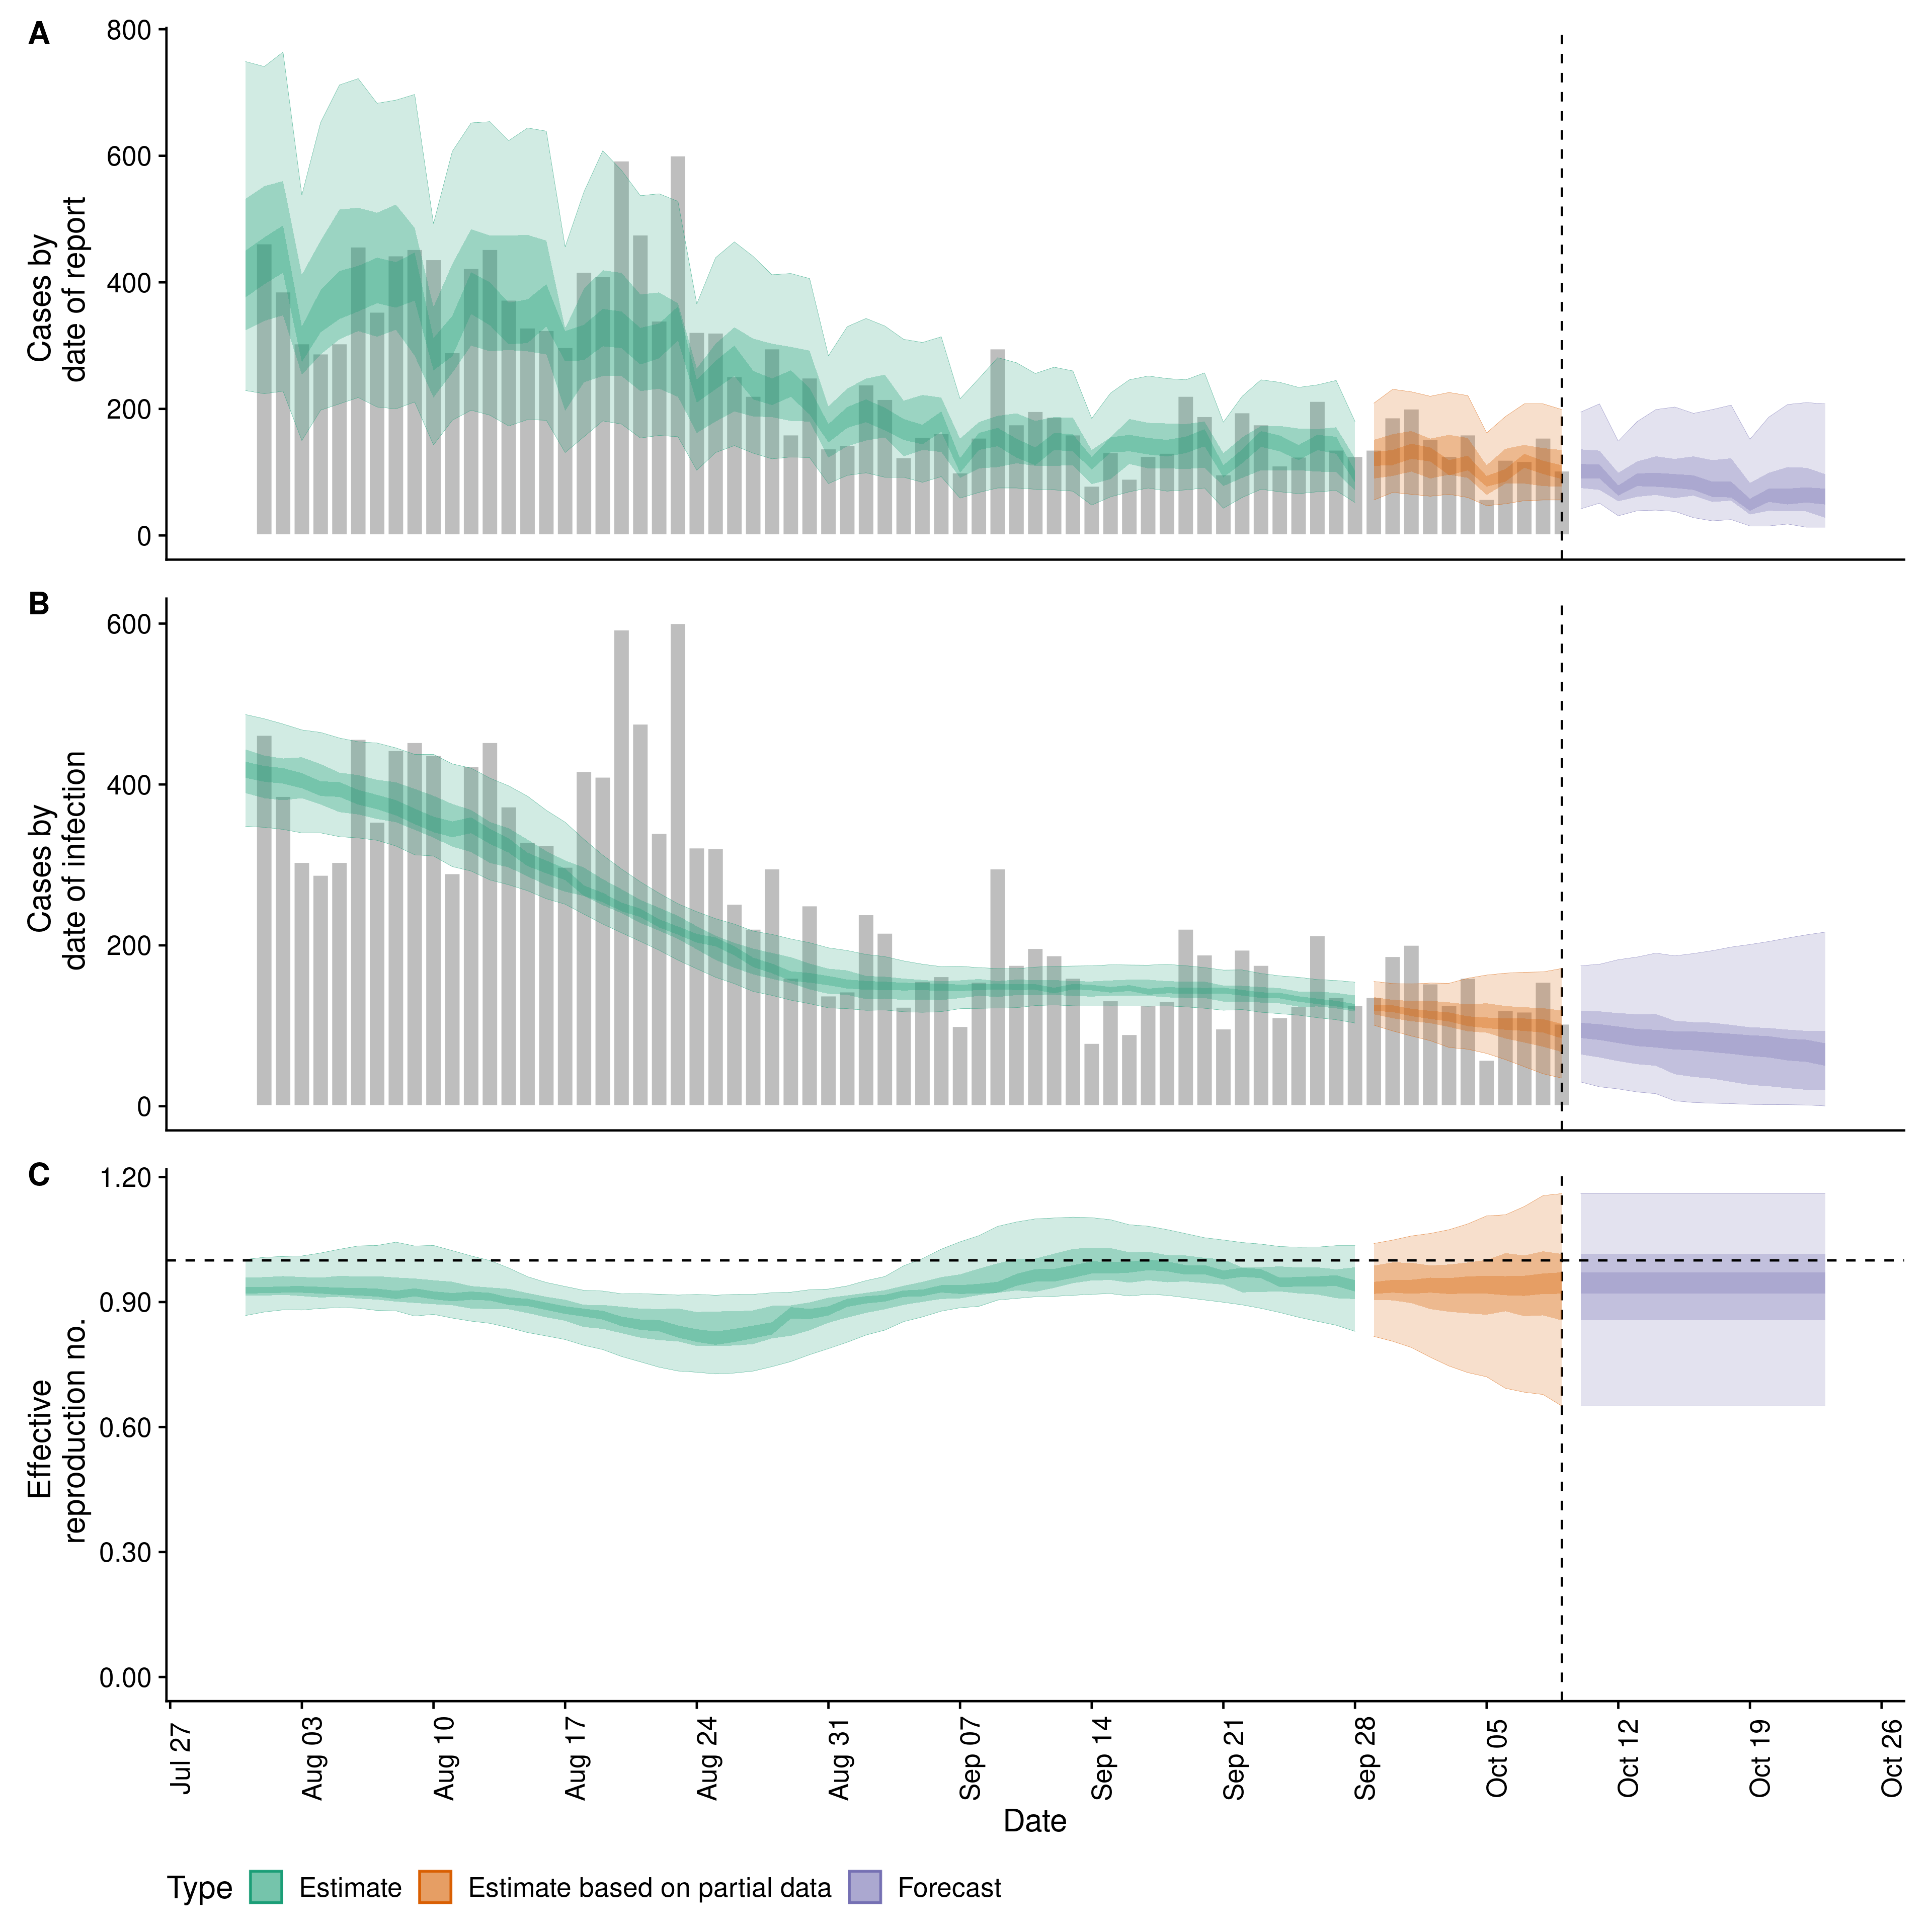 A
800
600
400
200
0
Cases by
date of report
B
600
400
200
0
Cases by
date of infection
C
1.20
0.90
0.60
0.30
0.00
Effective
reproduction no.
Jul 27
Aug 03
Aug 10
Aug 17
Aug 24
Aug 31
Sep 07
Sep 14
Sep 21
Sep 28
Oct 05
Oct 12
Oct 19
Oct 26
Date
Type Estimate Estimate based on partial data Forecast